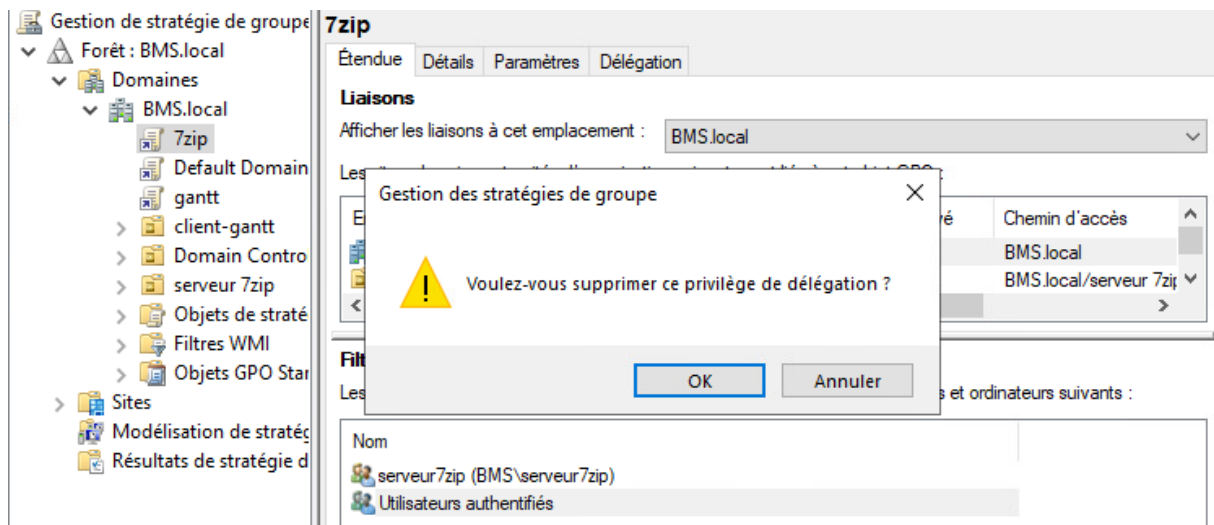 Gestion de stratégie de groupe
Forêt : BMS.local
Domaines
BMS.local
7zip
Default Domain
gantt
client-gantt
Domain Contro
serveur 7zip
Objets de straté
Filtres WMI
Objets GPO Star
Sites
Modélisation de stratég
Résultats de stratégie d
7zip
Étendue Détails Paramètres Délégation
Liaisons
Afficher les liaisons à cet emplacement : BMS.local
Les
Gestion des stratégies de groupe
E
vé Chemin d'accès
BMS.local
BMS.local/serveur 7zip
Voulez-vous supprimer ce privilège de délégation ?
OK Annuler
Filt
Les
s et ordinateurs suivants :
Nom
serveur7zip (BMS\serveur7zip)
Utilisateurs authentifiés